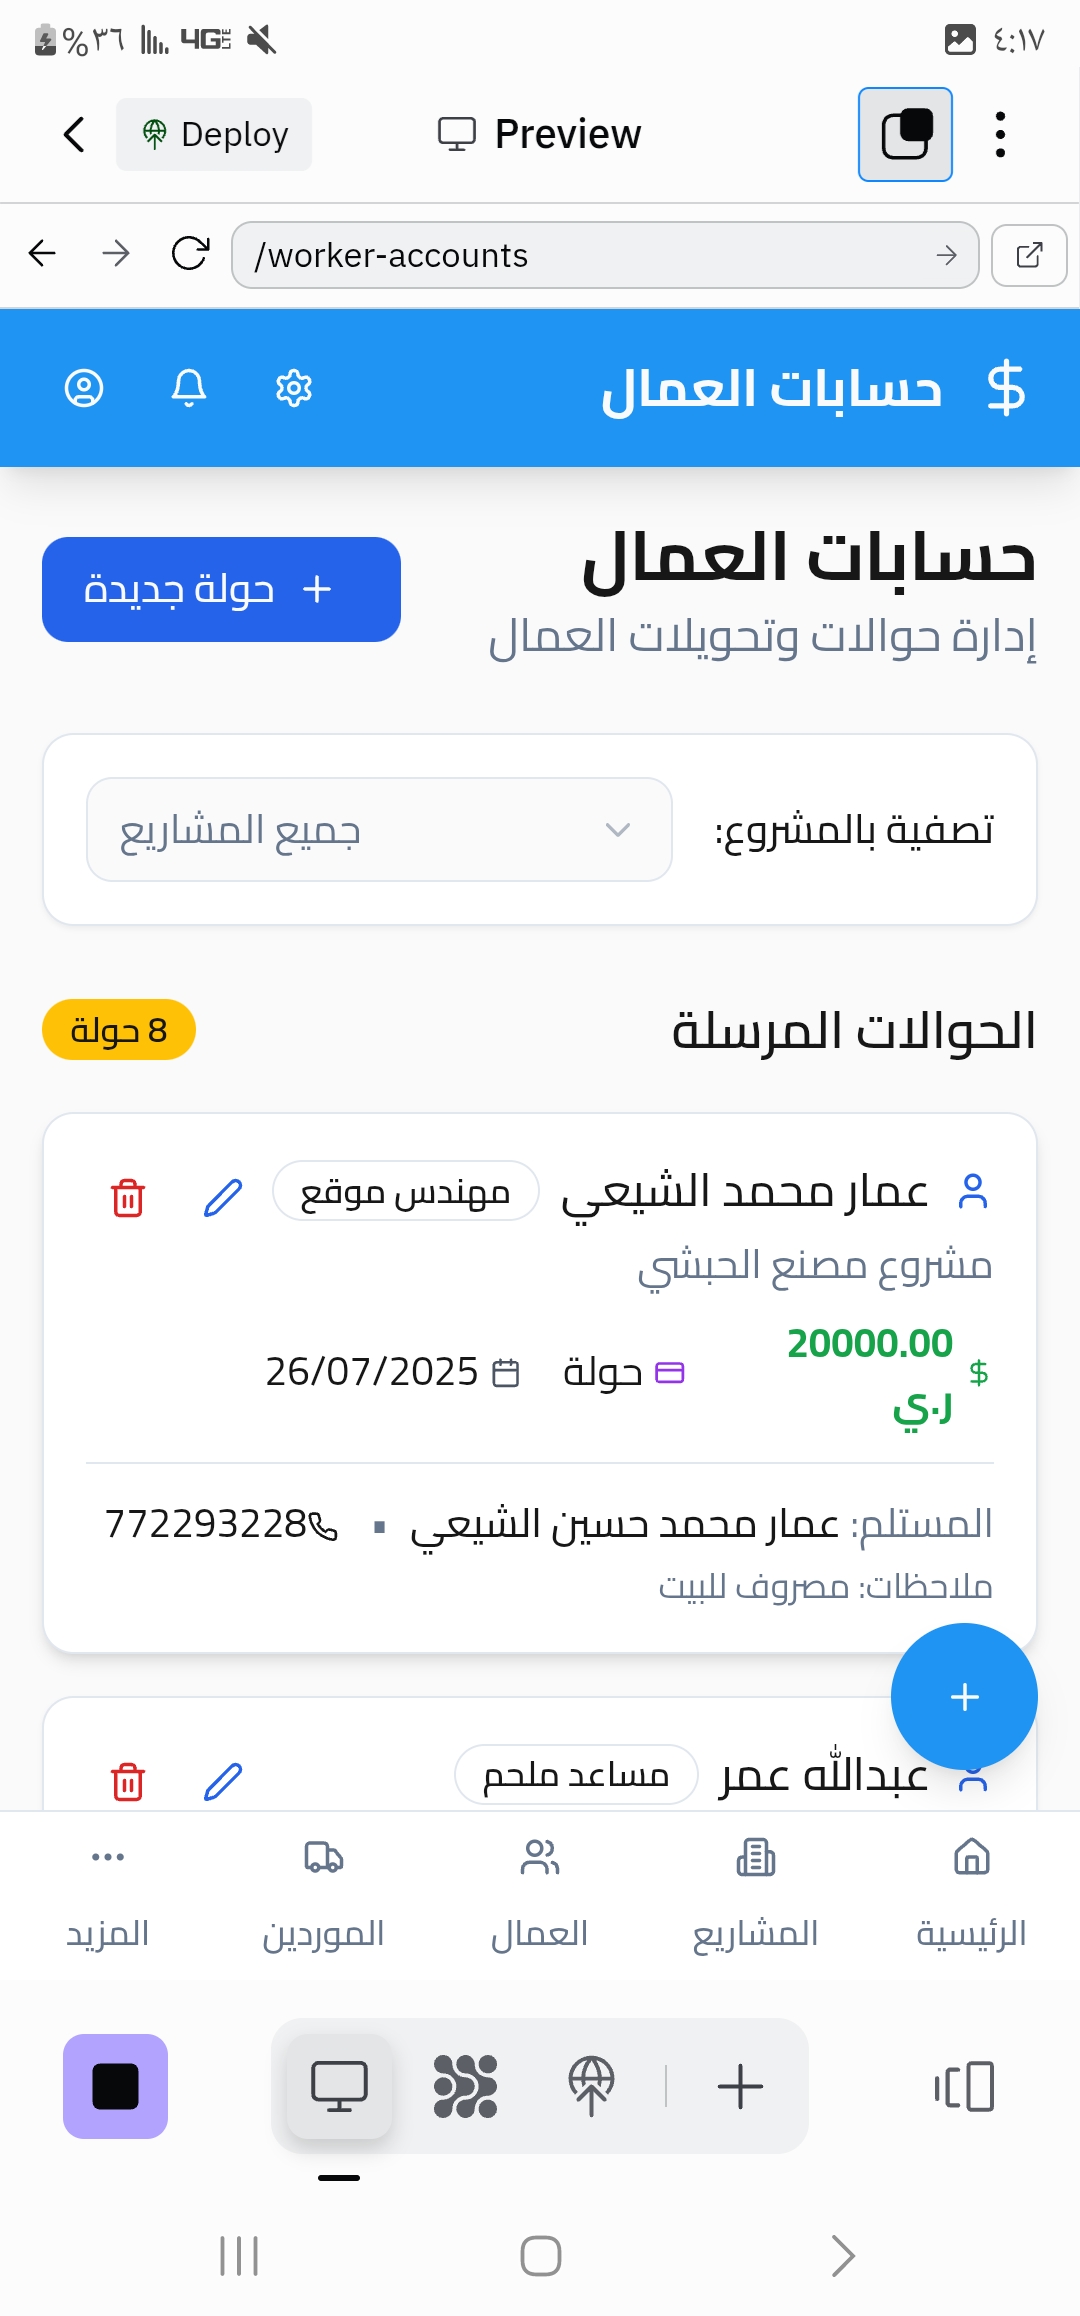 ٤:١٧
4G LTE
%٣٦
Deploy
Preview
/worker-accounts
حسابات العمال
حسابات العمال
إدارة حوالات وتحويلات العمال
حولة جديدة
تصفية بالمشروع:
جميع المشاريع
الحوالات المرسلة
8 حولة
عمار محمد الشيعي
مهندس موقع
مشروع مصنع الحبشي
20000.00
ر.ي
حولة
26/07/2025
المستلم: عمار محمد حسين الشيعي
772293228
ملاحظات: مصروف للبيت
عبدالله عمر
مساعد ملحم
الرئيسية
المشاريع
العمال
الموردين
المزيد